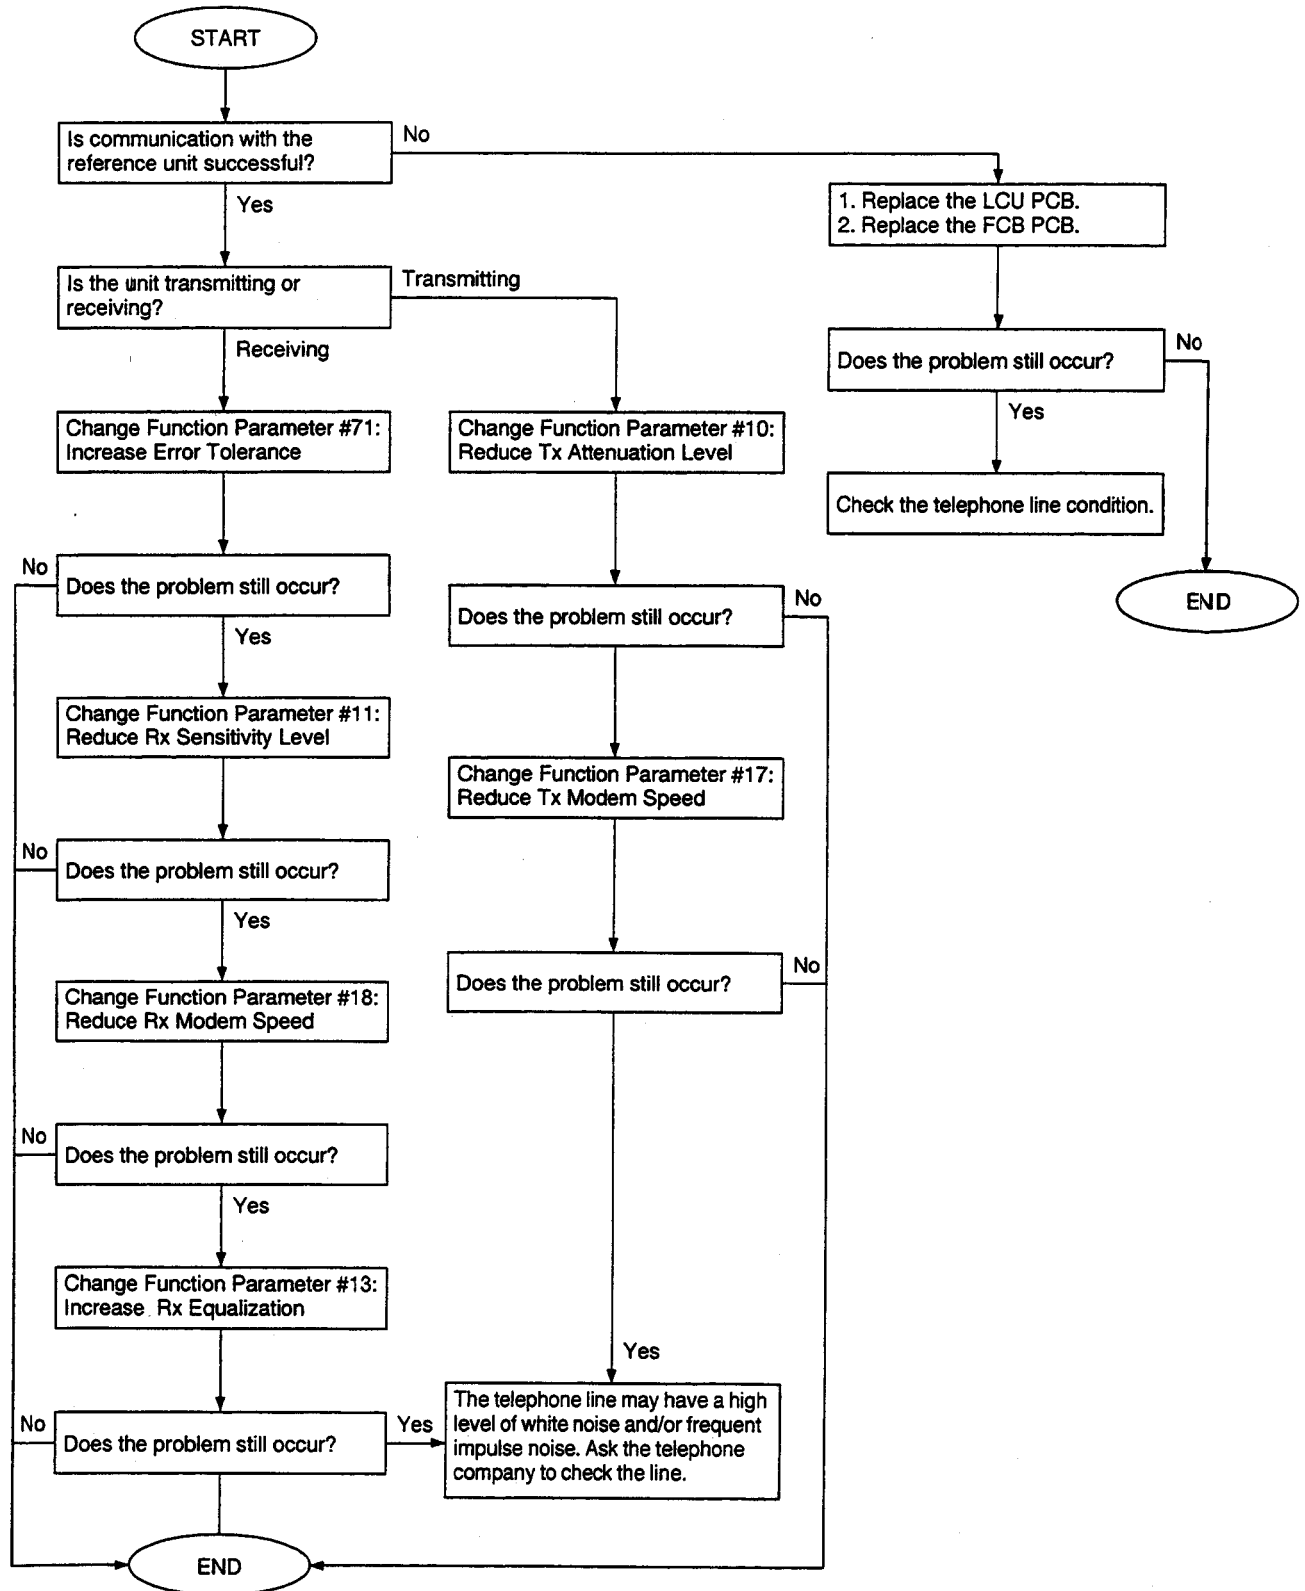 START
Is communication with the
reference unit successful?
No
Yes
1. Replace the LCU PCB.
2. Replace the FCB PCB.
Is the unit transmitting or
receiving?
Transmitting
Receiving
Does the problem still occur?
No
Yes
Change Function Parameter #71:
Increase Error Tolerance
Change Function Parameter #10:
Reduce Tx Attenuation Level
Check the telephone line condition.
No
Does the problem still occur?
Yes
Does the problem still occur?
No
END
Change Function Parameter #11:
Reduce Rx Sensitivity Level
Change Function Parameter #17:
Reduce Tx Modem Speed
No
Does the problem still occur?
Yes
Does the problem still occur?
No
Change Function Parameter #18:
Reduce Rx Modem Speed
No
Does the problem still occur?
Yes
Change Function Parameter #13:
Increase Rx Equalization
Yes
No
Does the problem still occur?
Yes
The telephone line may have a high
level of white noise and/or frequent
impulse noise. Ask the telephone
company to check the line.
END